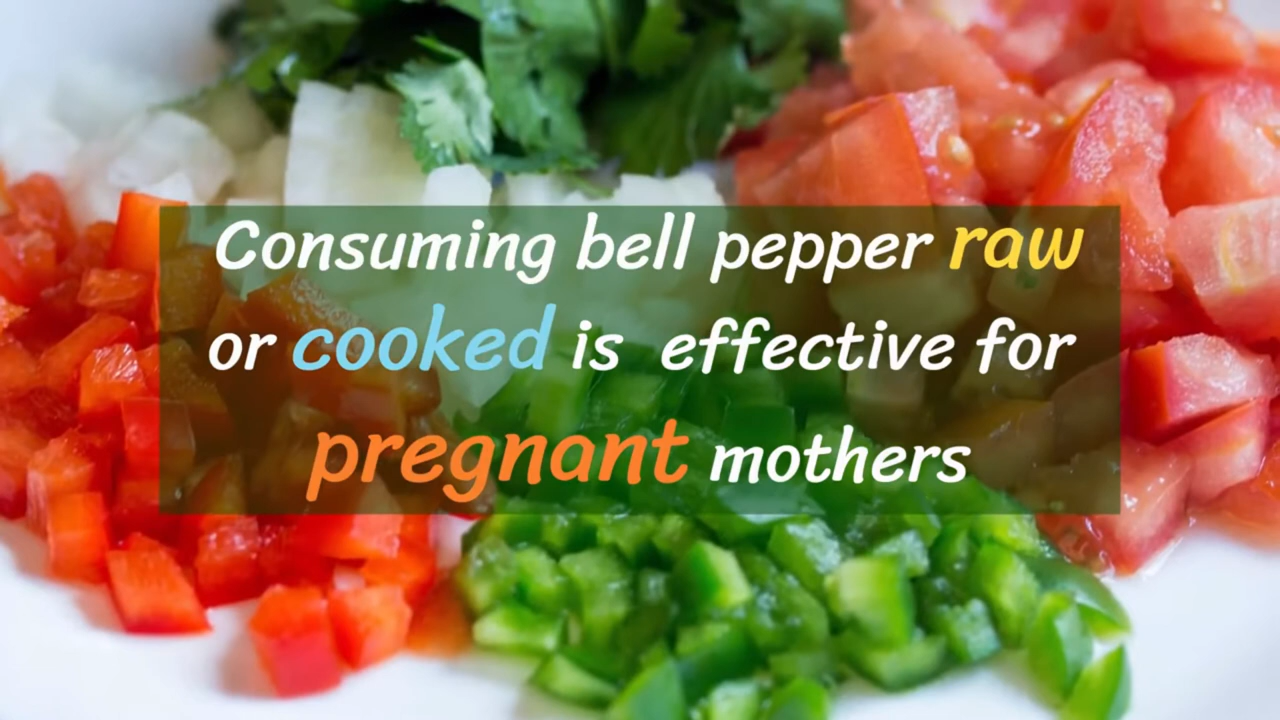 Consuming bell pepper raw
or cooked is effective for
pregnant mothers